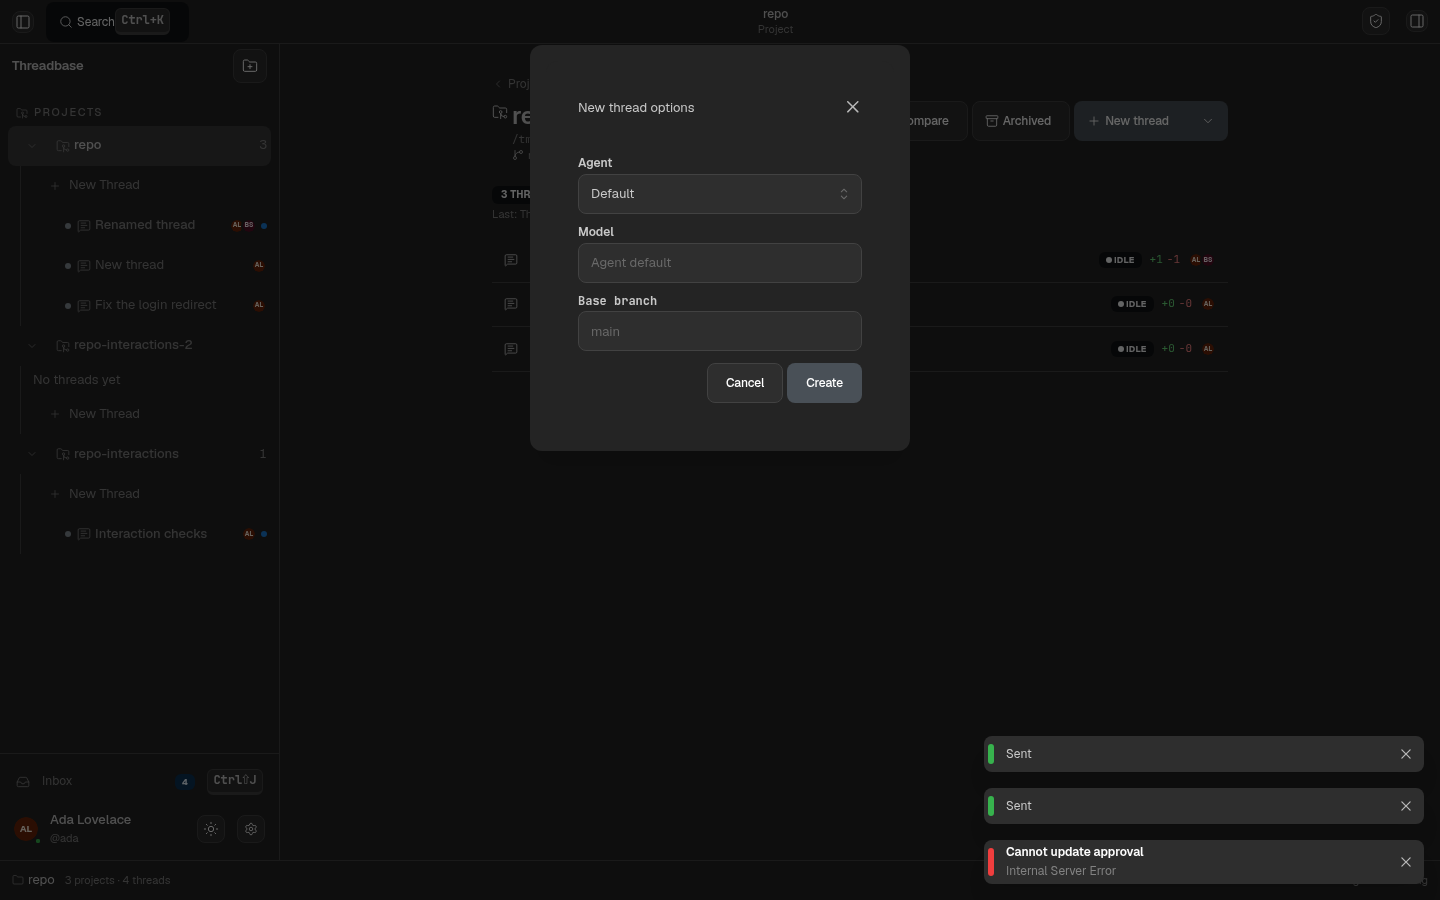 Search Ctrl+K
repo
Project
Threadbase
PROJECTS
repo 3
New Thread
Renamed thread AL BS
New thread AL
Fix the login redirect AL
repo-interactions-2
No threads yet
New Thread
repo-interactions 1
New Thread
Interaction checks AL
Inbox 4 Ctrl⇧J
AL Ada Lovelace
@ada
repo 3 projects · 4 threads
Archived
New thread
3 THR
IDLE +1 -1 AL BS
IDLE +0 -0 AL
IDLE +0 -0 AL
New thread options
Agent
Default
Model
Agent default
Base branch
main
Cancel Create
Sent
Sent
Cannot update approval
Internal Server Error